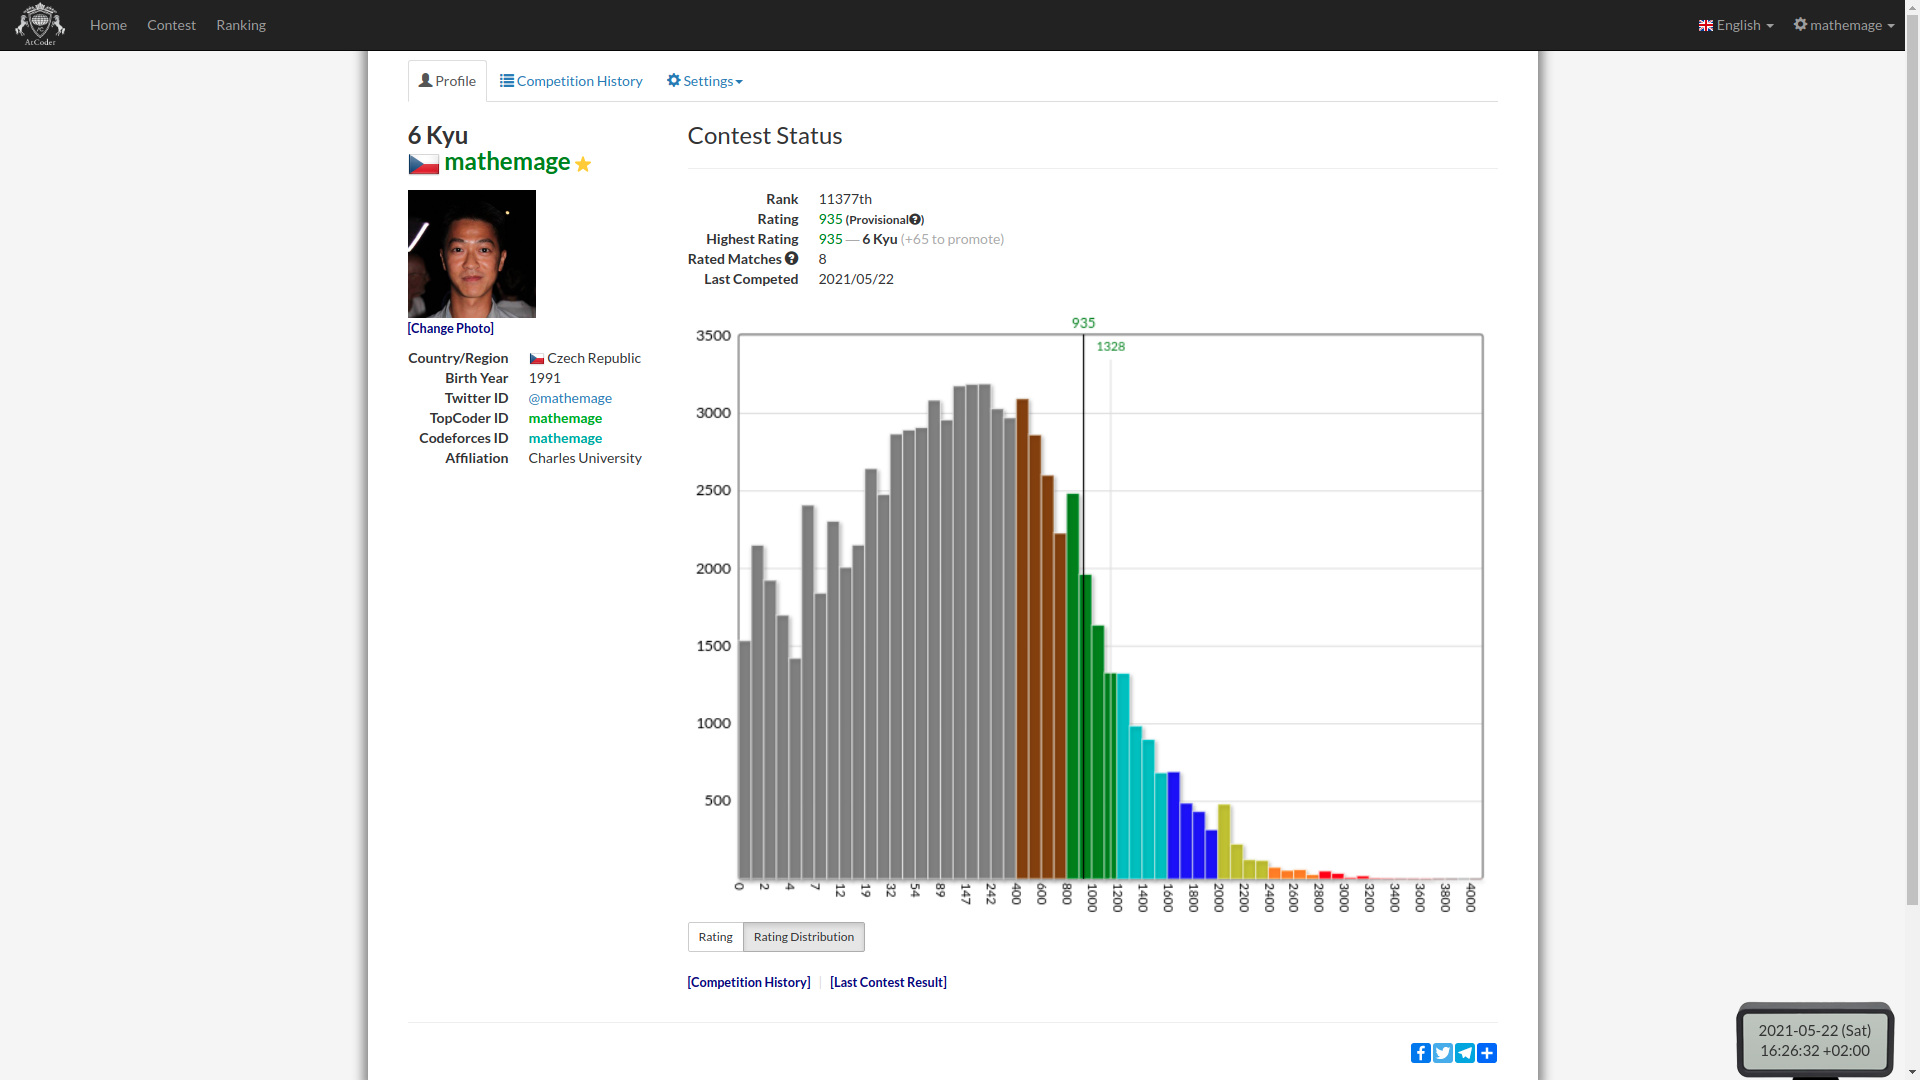 AtCoder
Home Contest Ranking
English mathemage
Profile Competition History Settings
6 Kyu
mathemage
[Change Photo]
Country/Region Czech Republic
Birth Year 1991
Twitter ID @mathemage
TopCoder ID mathemage
Codeforces ID mathemage
Affiliation Charles University
Contest Status
Rank 11377th
Rating 935 (Provisional?)
Highest Rating 935 ― 6 Kyu (+65 to promote)
Rated Matches ? 8
Last Competed 2021/05/22
935
1328
3500
3000
2500
2000
1500
1000
500
0 2 4 7 12 19 32 54 89 147 242 400 600 800 1000 1200 1400 1600 1800 2000 2200 2400 2600 2800 3000 3200 3400 3600 3800 4000
Rating Rating Distribution
[Competition History] [Last Contest Result]
2021-05-22 (Sat)
16:26:32 +02:00